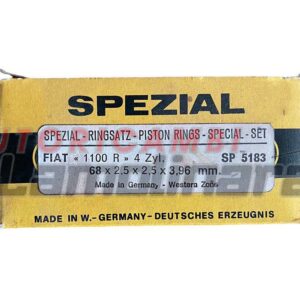 SPEZIAL
SPEZIAL - RINGSATZ - PISTON RINGS - SPECIAL - SET
FIAT « 1100 R » 4 Zyl. SP 5183
68 x 2.5 x 2.5 x 3,96 mm.
Made in Germany - Western Zone
MADE IN W.- GERMANY - DEUTSCHES ERZEUGNIS